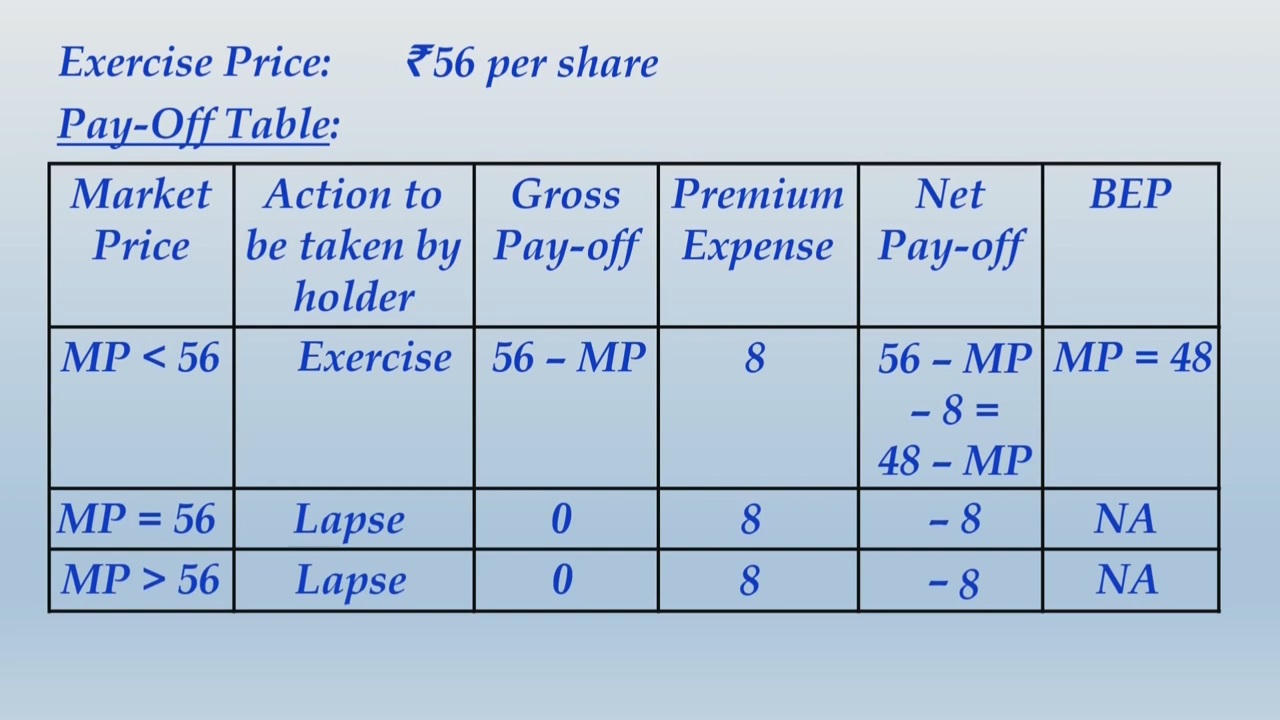 Exercise Price: ₹56 per share
Pay-Off Table:
Market Price | Action to be taken by holder | Gross Pay-off | Premium Expense | Net Pay-off | BEP
MP < 56 | Exercise | 56 – MP | 8 | 56 – MP – 8 = 48 – MP | MP = 48
MP = 56 | Lapse | 0 | 8 | – 8 | NA
MP > 56 | Lapse | 0 | 8 | – 8 | NA